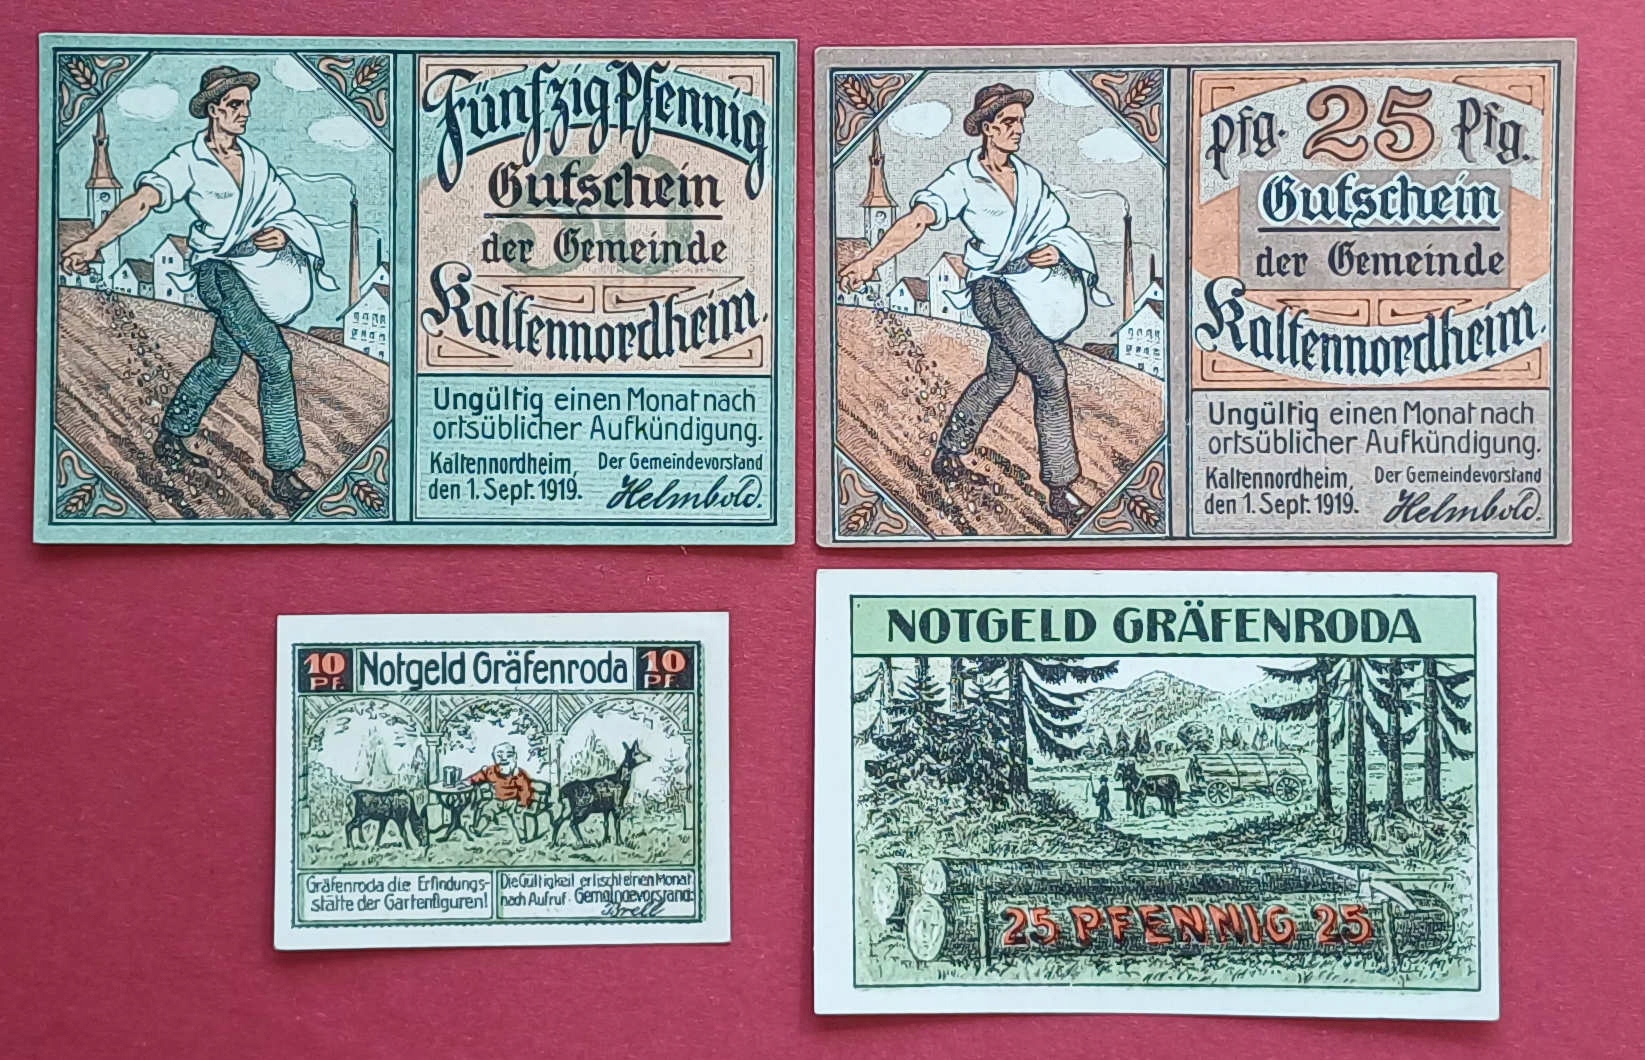 Fünfzig Pfennig
50
Gutschein
der Gemeinde
Kaltennordheim.
Ungültig einen Monat nach
ortsüblicher Aufkündigung.
Kaltennordheim, Der Gemeindevorstand
den 1. Sept. 1919. Helmbold.
Pfg. 25 Pfg.
Gutschein
der Gemeinde
Kaltennordheim.
Ungültig einen Monat nach
ortsüblicher Aufkündigung.
Kaltennordheim, Der Gemeindevorstand
den 1. Sept. 1919. Helmbold.
10 Pf. Notgeld Gräfenroda 10 Pf.
Gräfenroda die Erfindungs-
stätte der Gartenfiguren!
Die Gültigkeit erlischt einen Monat
nach Aufruf. Gemeindevorstand:
Brell
NOTGELD GRÄFENRODA
25 PFENNIG 25